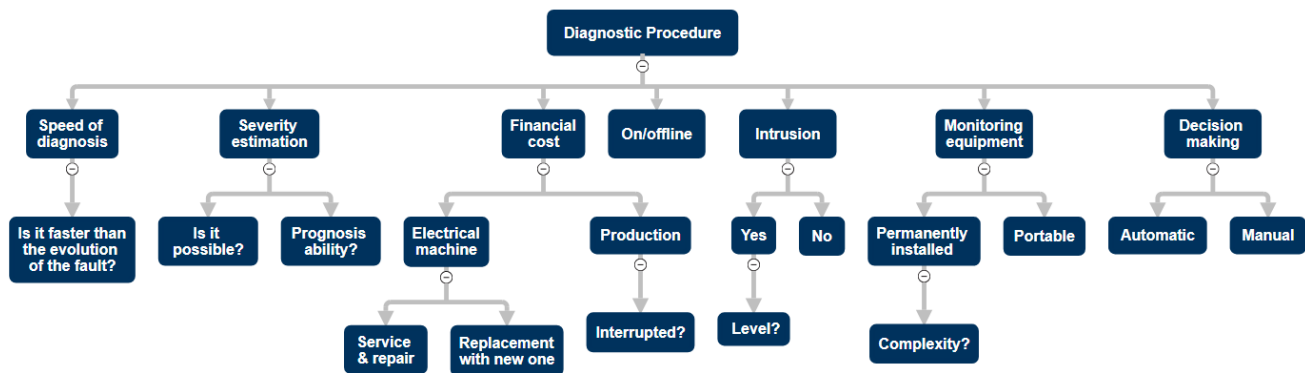 Diagnostic Procedure
Speed of
diagnosis
Severity
estimation
Financial
cost
On/offline
Intrusion
Monitoring
equipment
Decision
making
Is it faster than
the evolution
of the fault?
Is it
possible?
Prognosis
ability?
Electrical
machine
Production
Yes
No
Permanently
installed
Portable
Automatic
Manual
Service
& repair
Replacement
with new one
Interrupted?
Level?
Complexity?